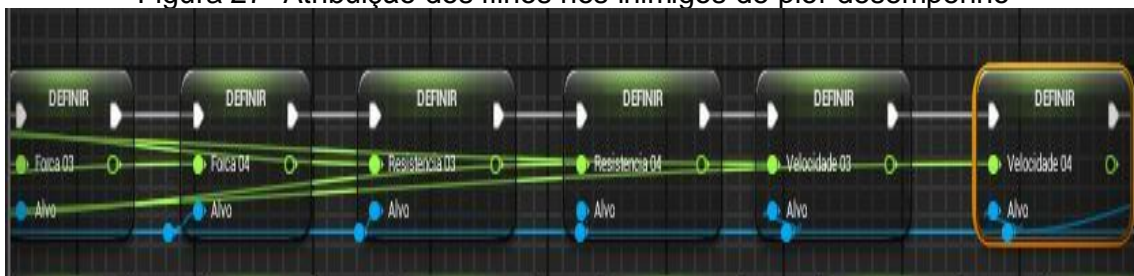 Figura 27- Atribuição dos filhos nos inimigos de pior desempenho
DEFINIR DEFINIR DEFINIR DEFINIR DEFINIR DEFINIR
Forca 03 Forca 04 Resistencia 03 Resistencia 04 Velocidade 03 Velocidade 04
Alvo Alvo Alvo Alvo Alvo Alvo